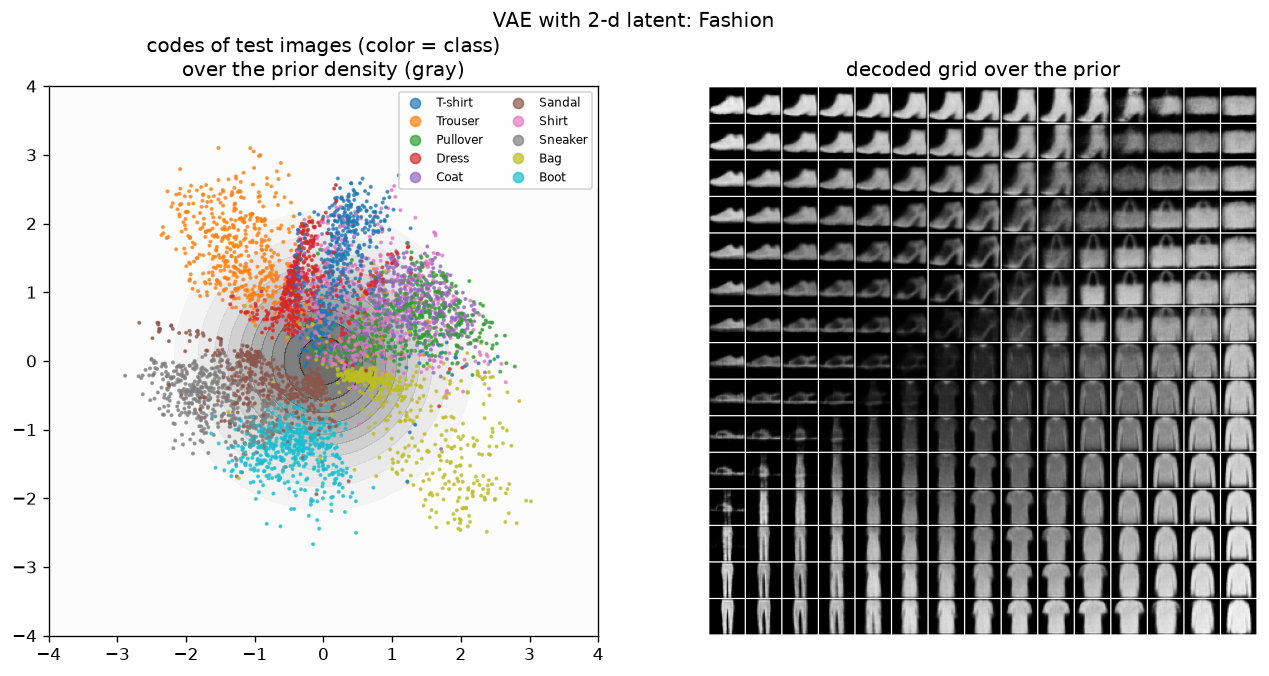 VAE with 2-d latent: Fashion
codes of test images (color = class)
over the prior density (gray)
4
3
2
1
0
−1
−2
−3
−4
−4 −3 −2 −1 0 1 2 3 4
T-shirt
Trouser
Pullover
Dress
Coat
Sandal
Shirt
Sneaker
Bag
Boot
decoded grid over the prior